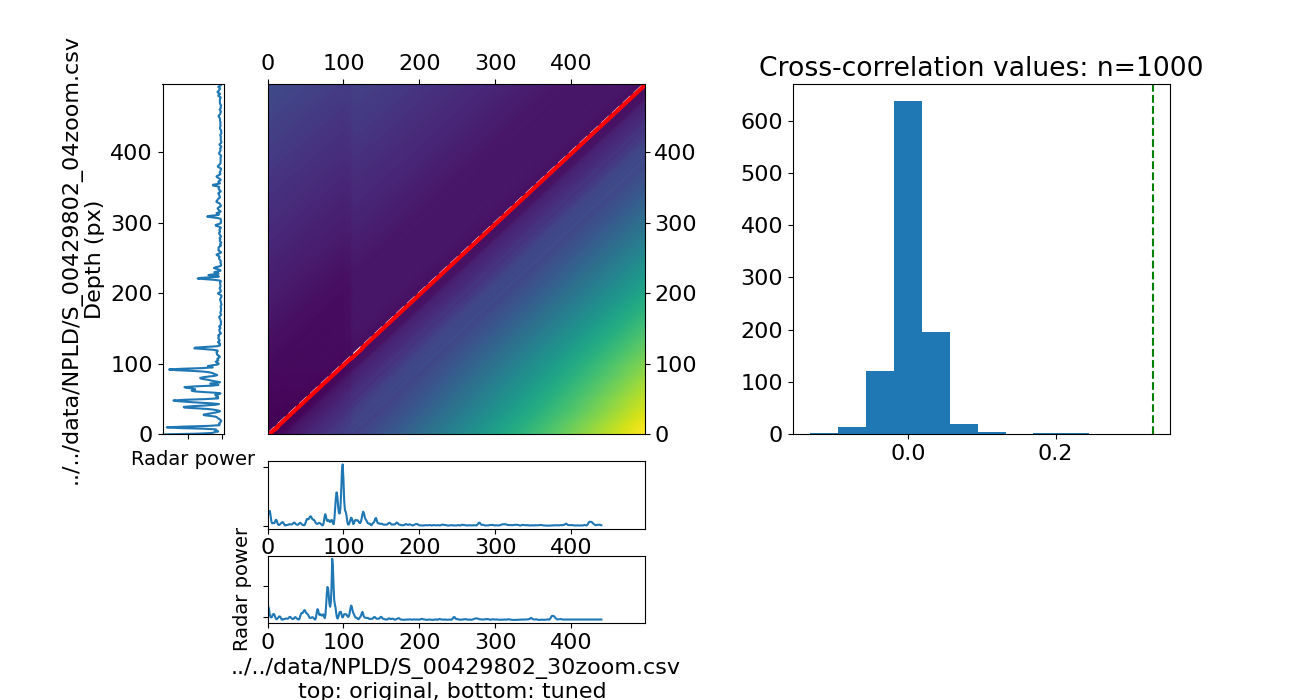 0 100 200 300 400
../../data/NPLD/S_00429802_04zoom.csv
Depth (px)
400
300
200
100
0
Radar power
400
300
200
100
0
Cross-correlation values: n=1000
600
500
400
300
200
100
0
0.0 0.2
0 100 200 300 400
Radar power
0 100 200 300 400
../../data/NPLD/S_00429802_30zoom.csv
top: original, bottom: tuned